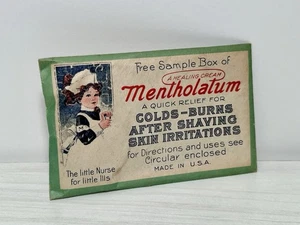 Free Sample Box of
A HEALING CREAM
Mentholatum
A QUICK RELIEF FOR
COLDS-BURNS
AFTER SHAVING
SKIN IRRITATIONS
for Directions and uses see
Circular enclosed
MADE IN U.S.A.
The little Nurse
for little Ills